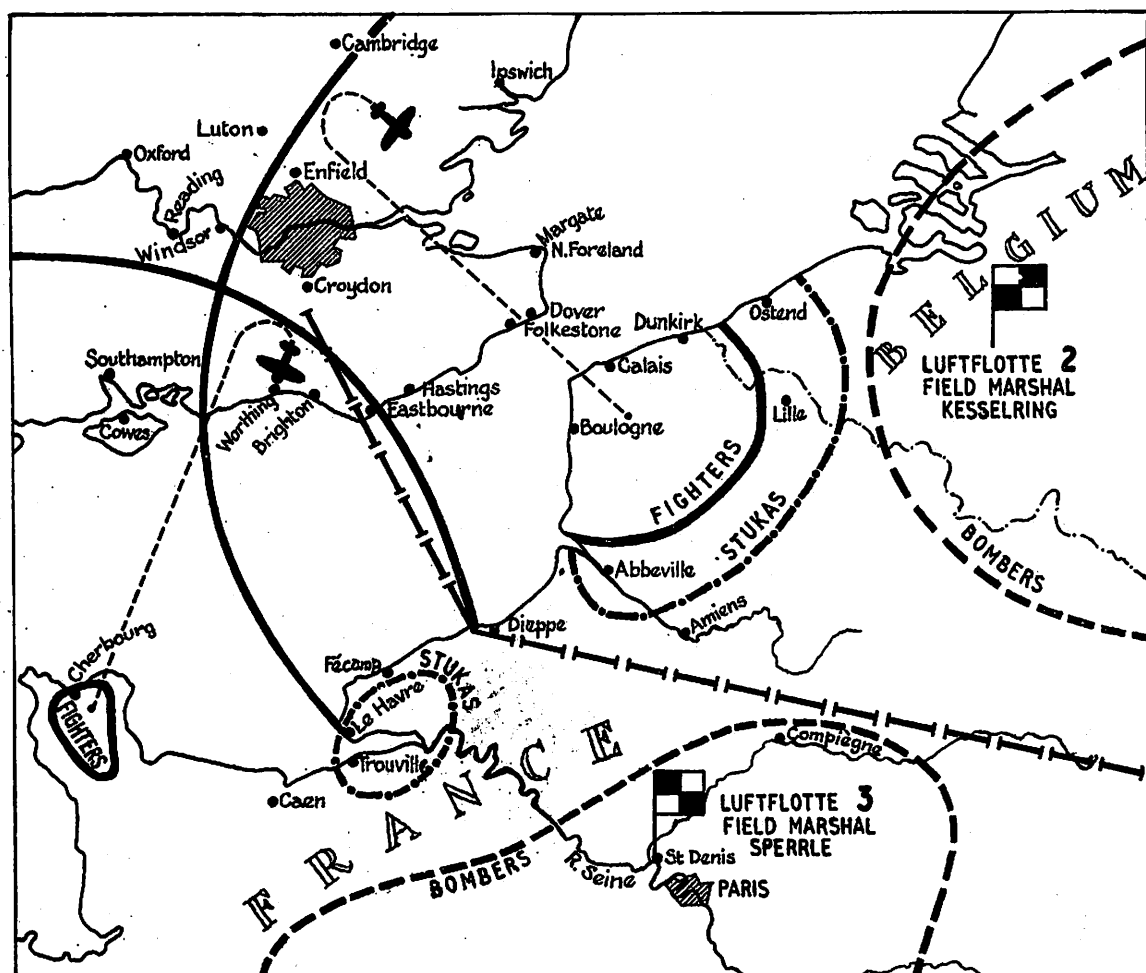 Cambridge
Ipswich
Luton
Oxford
Enfield
Reading
Windsor
Margate
N. Foreland
Croydon
Dover
Folkestone
Dunkirk
Ostend
BELGIUM
LUFTFLOTTE 2
FIELD MARSHAL
KESSELRING
Southampton
Calais
Hastings
Eastbourne
Worthing
Brighton
Cowes
Boulogne
Lille
FIGHTERS
STUKAS
BOMBERS
Abbeville
Amiens
Dieppe
Cherbourg
Fécamp
STUKAS
Le Havre
FIGHTERS
Trouville
Caen
FRANCE
Compiegne
LUFTFLOTTE 3
FIELD MARSHAL
SPERRLE
BOMBERS
R. Seine
St Denis
PARIS